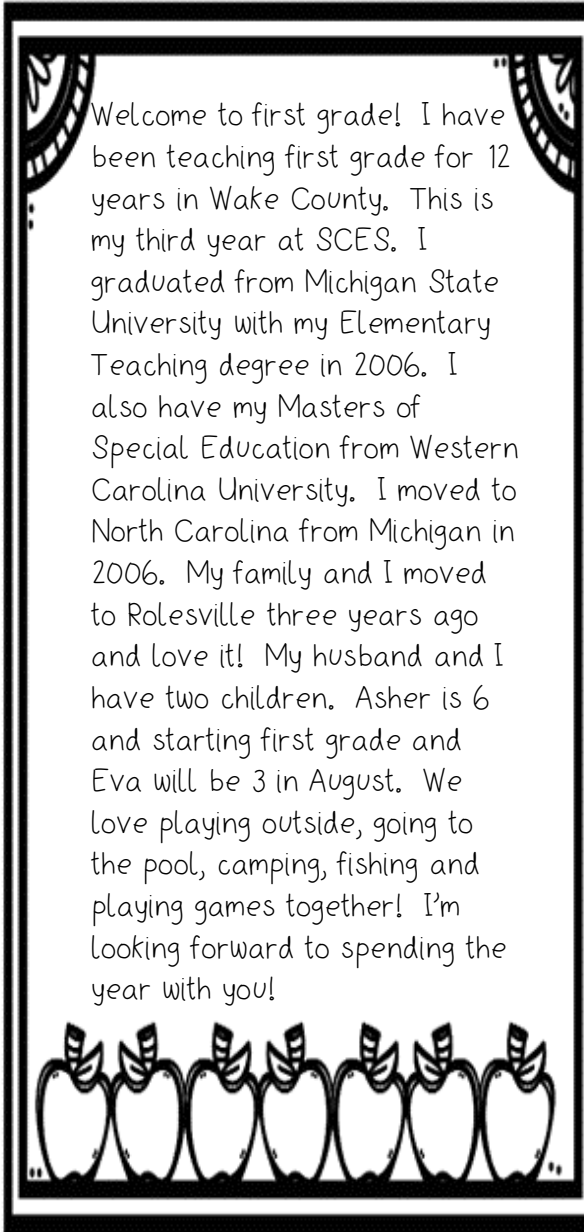 Welcome to first grade!  I have
been teaching first grade for 12
years in Wake County.  This is
my third year at SCES.  I
graduated from Michigan State
University with my Elementary
Teaching degree in 2006.  I
also have my Masters of
Special Education from Western
Carolina University.  I moved to
North Carolina from Michigan in
2006.  My family and I moved
to Rolesville three years ago
and love it!  My husband and I
have two children.  Asher is 6
and starting first grade and
Eva will be 3 in August.  We
love playing outside, going to
the pool, camping, fishing and
playing games together!  I'm
looking forward to spending the
year with you!